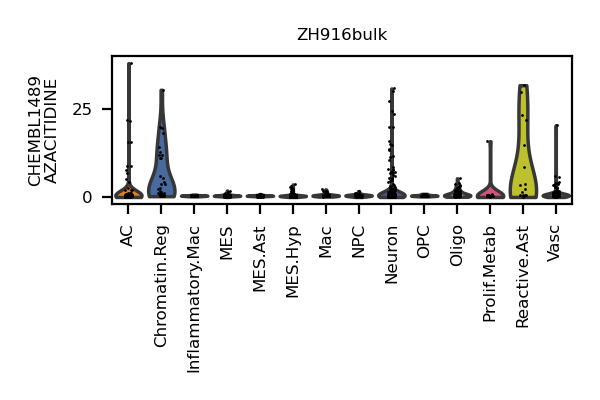 ZH916bulk
CHEMBL1489
AZACITIDINE
25
0
AC
Chromatin.Reg
Inflammatory.Mac
MES
MES.Ast
MES.Hyp
Mac
NPC
Neuron
OPC
Oligo
Prolif.Metab
Reactive.Ast
Vasc